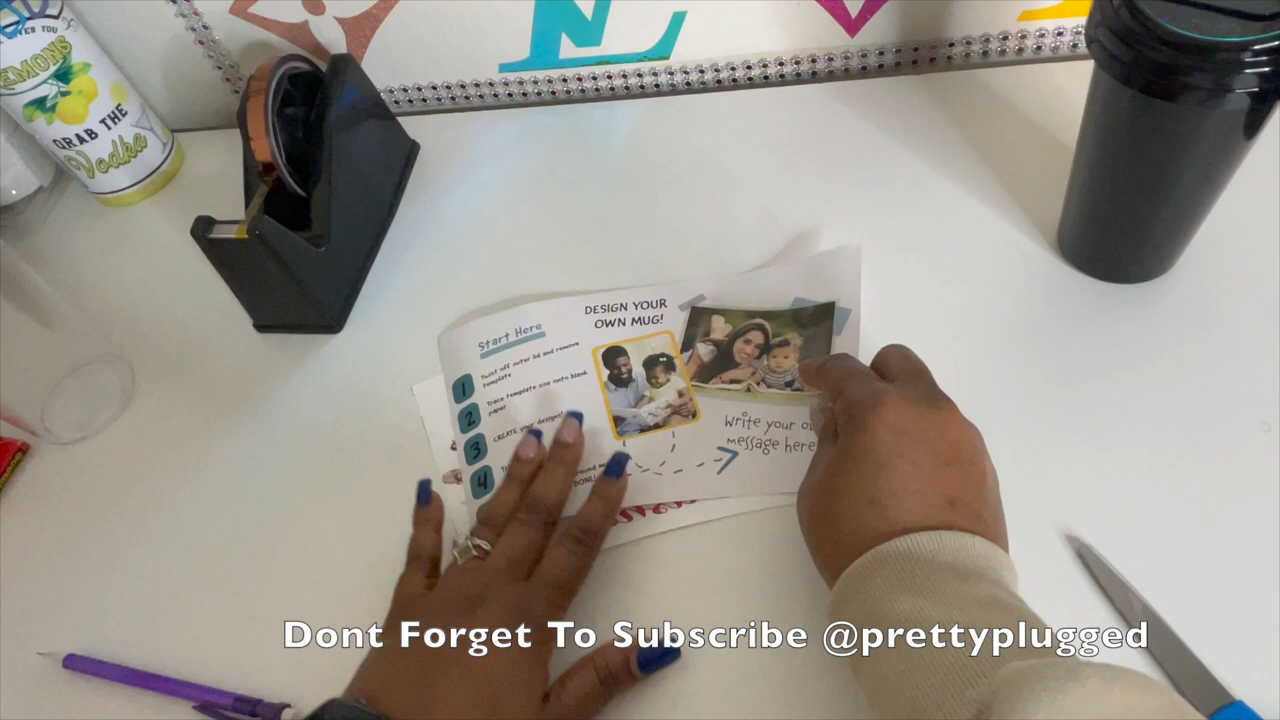 LEMONS
GRAB THE
Vodka
DESIGN YOUR
OWN MUG!
Start Here
1
Twist off outer lid and remove
template
2
Trace template size onto blank
paper
3
CREATE your design!
4
Write your
message here
Dont Forget To Subscribe @prettyplugged